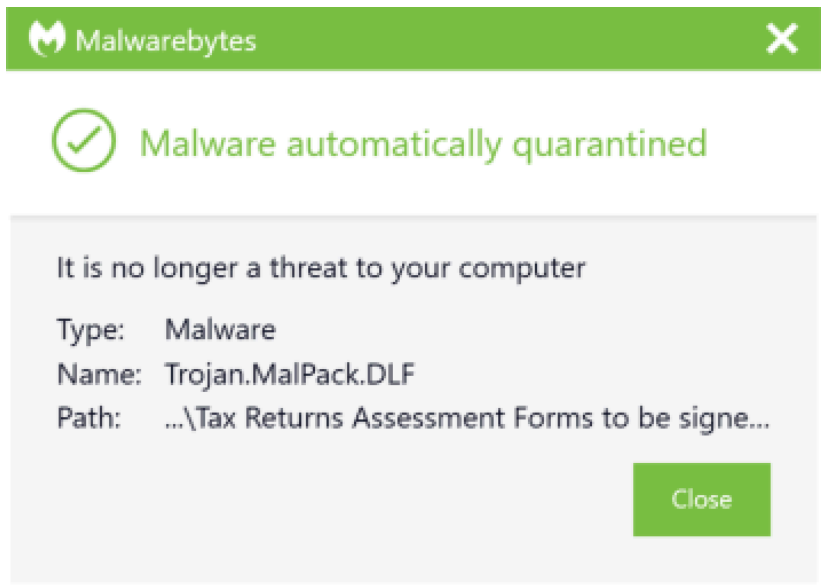 Malwarebytes
Malware automatically quarantined
It is no longer a threat to your computer
Type: Malware
Name: Trojan.MalPack.DLF
Path: ...\Tax Returns Assessment Forms to be signe...
Close